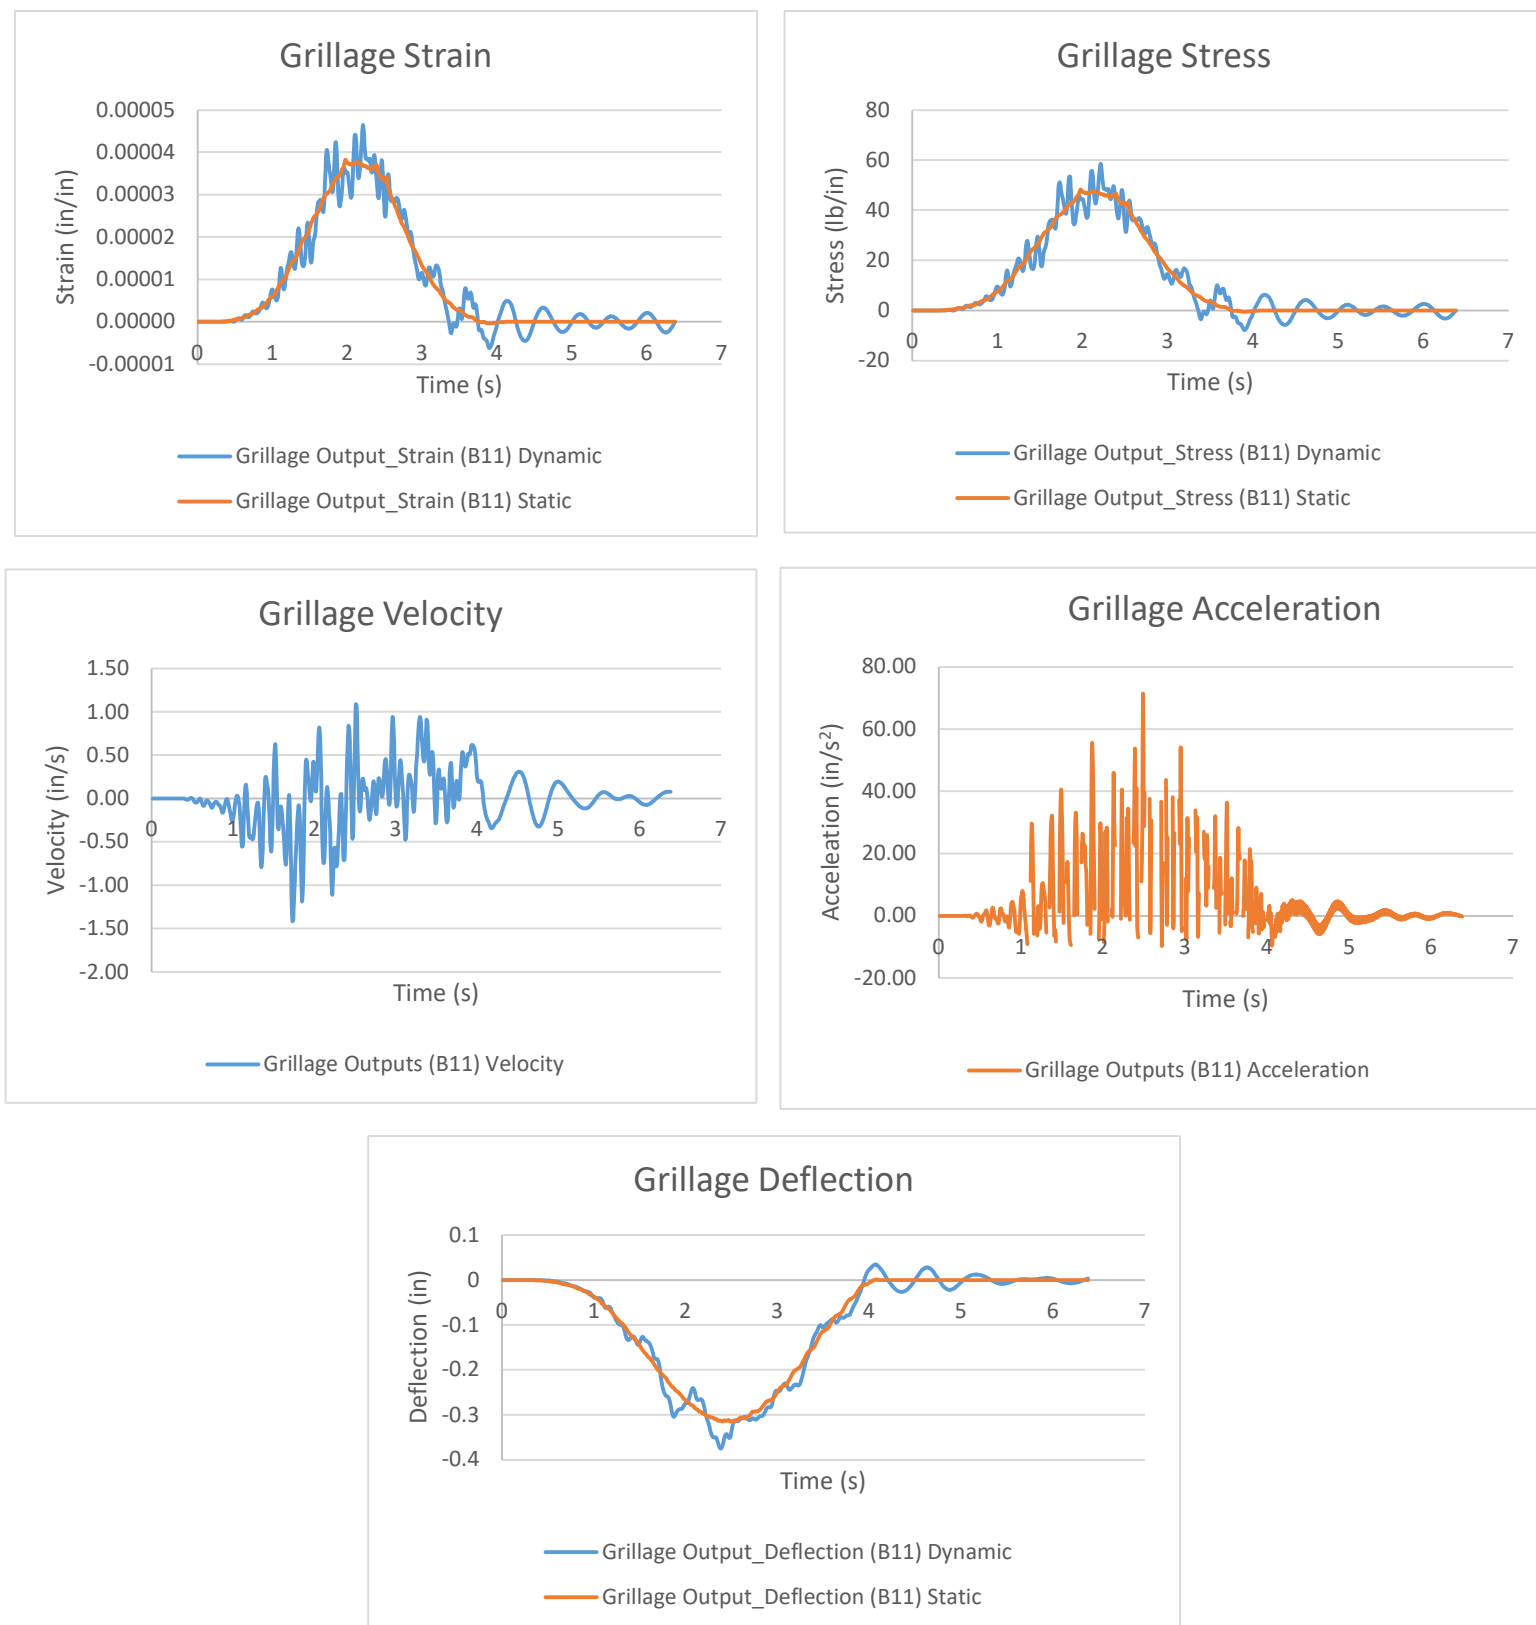 Grillage Strain
0.00005
0.00004
0.00003
0.00002
0.00001
0.00000
-0.00001
Strain (in/in)
0 1 2 3 4 5 6 7
Time (s)
Grillage Output_Strain (B11) Dynamic
Grillage Output_Strain (B11) Static
Grillage Stress
80
60
40
20
0
-20
Stress (lb/in)
0 1 2 3 4 5 6 7
Time (s)
Grillage Output_Stress (B11) Dynamic
Grillage Output_Stress (B11) Static
Grillage Velocity
1.50
1.00
0.50
0.00
-0.50
-1.00
-1.50
-2.00
Velocity (in/s)
0 1 2 3 4 5 6 7
Time (s)
Grillage Outputs (B11) Velocity
Grillage Acceleration
80.00
60.00
40.00
20.00
0.00
-20.00
Acceleation (in/s²)
0 1 2 3 4 5 6 7
Time (s)
Grillage Outputs (B11) Acceleration
Grillage Deflection
0.1
0
-0.1
-0.2
-0.3
-0.4
Deflection (in)
0 1 2 3 4 5 6 7
Time (s)
Grillage Output_Deflection (B11) Dynamic
Grillage Output_Deflection (B11) Static